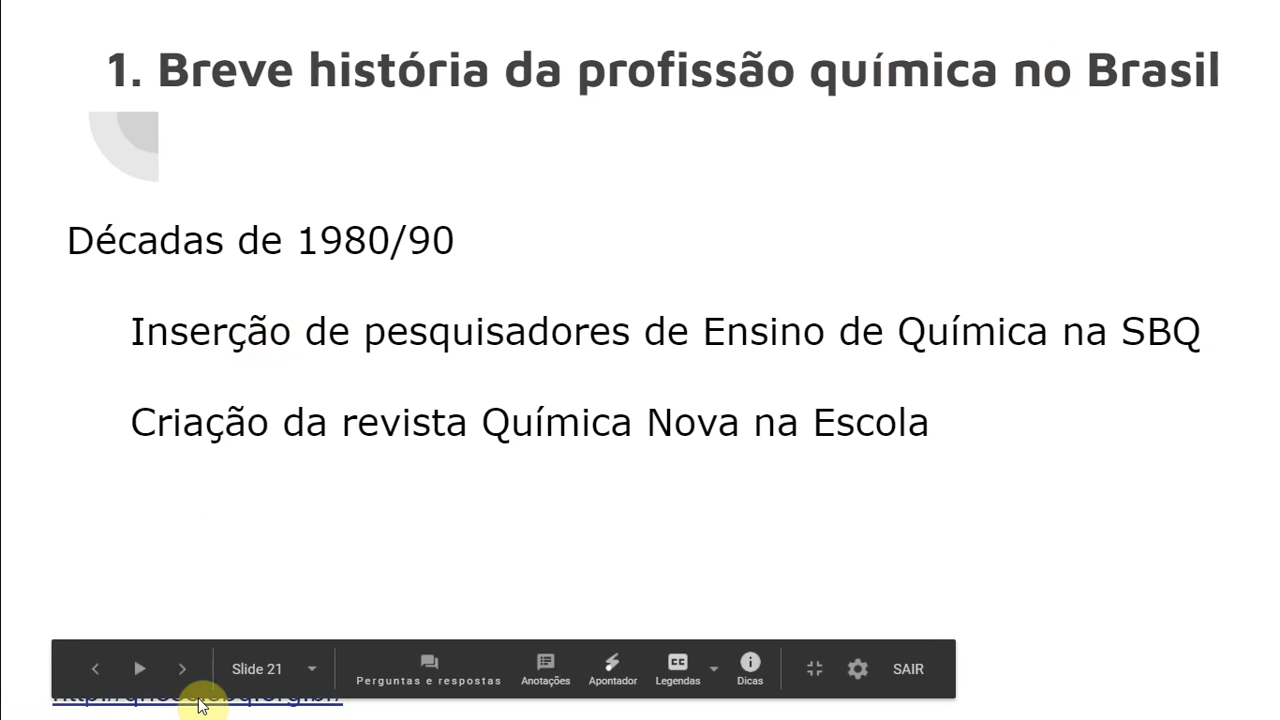 1. Breve história da profissão química no Brasil
Décadas de 1980/90
Inserção de pesquisadores de Ensino de Química na SBQ
Criação da revista Química Nova na Escola
Slide 21
Perguntas e respostas
Anotações
Apontador
CC
Legendas
Dicas
SAIR